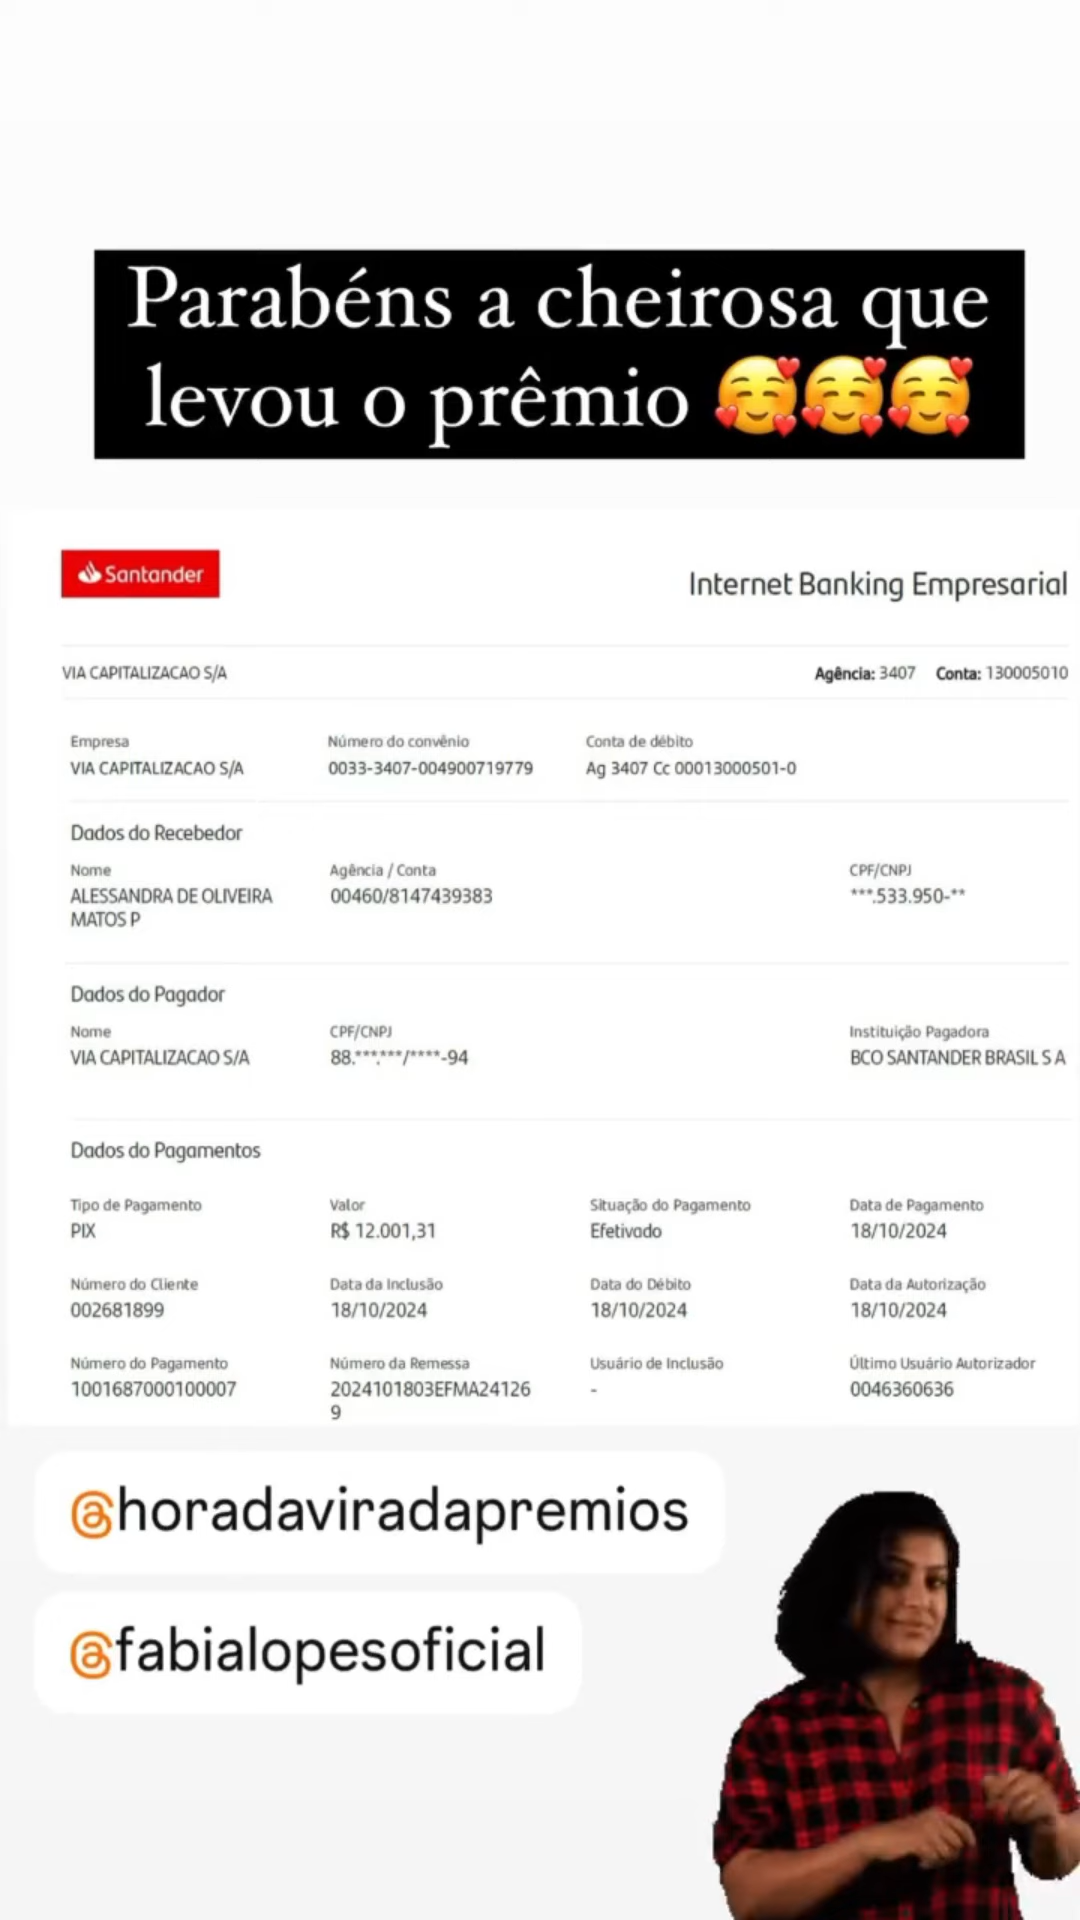 Parabéns a cheirosa que
levou o prêmio 🥰🥰🥰
Santander
Internet Banking Empresarial
VIA CAPITALIZACAO S/A
Agência: 3407 Conta: 130005010
Empresa
Número do convênio
Conta de débito
VIA CAPITALIZACAO S/A
0033-3407-004900719779
Ag 3407 Cc 00013000501-0
Dados do Recebedor
Nome
Agência / Conta
CPF/CNPJ
ALESSANDRA DE OLIVEIRA
MATOS P
00460/8147439383
***.533.950-**
Dados do Pagador
Nome
CPF/CNPJ
Instituição Pagadora
VIA CAPITALIZACAO S/A
88.***.***/****-94
BCO SANTANDER BRASIL S A
Dados do Pagamentos
Tipo de Pagamento
Valor
Situação do Pagamento
Data de Pagamento
PIX
R$ 12.001,31
Efetivado
18/10/2024
Número do Cliente
Data da Inclusão
Data do Débito
Data da Autorização
002681899
18/10/2024
18/10/2024
18/10/2024
Número do Pagamento
Número da Remessa
Usuário de Inclusão
Último Usuário Autorizador
1001687000100007
2024101803EFMA24126
9
-
0046360636
@horadaviradapremios
@fabialopesoficial